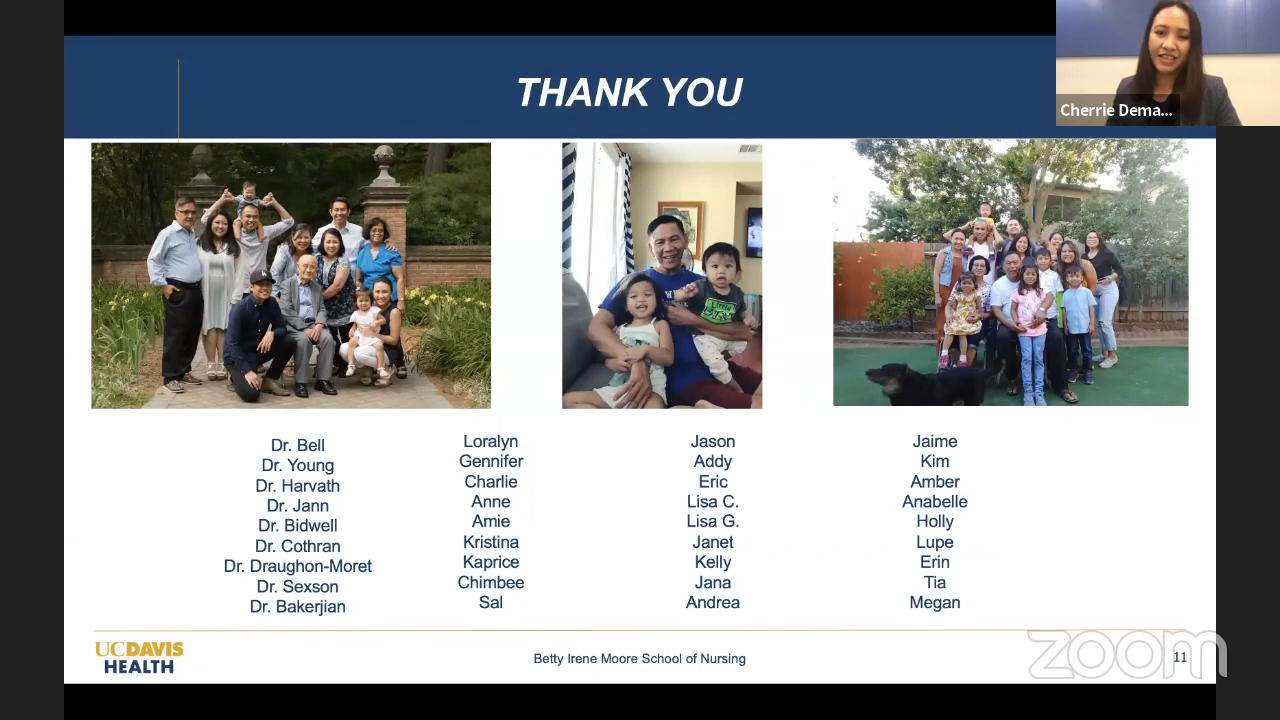 THANK YOU
Cherrie Dema...
Dr. Bell
Dr. Young
Dr. Harvath
Dr. Jann
Dr. Bidwell
Dr. Cothran
Dr. Draughon-Moret
Dr. Sexson
Dr. Bakerjian
Loralyn
Gennifer
Charlie
Anne
Amie
Kristina
Kaprice
Chimbee
Sal
Jason
Addy
Eric
Lisa C.
Lisa G.
Janet
Kelly
Jana
Andrea
Jaime
Kim
Amber
Anabelle
Holly
Lupe
Erin
Tia
Megan
UCDAVIS
HEALTH
Betty Irene Moore School of Nursing
zoom
11